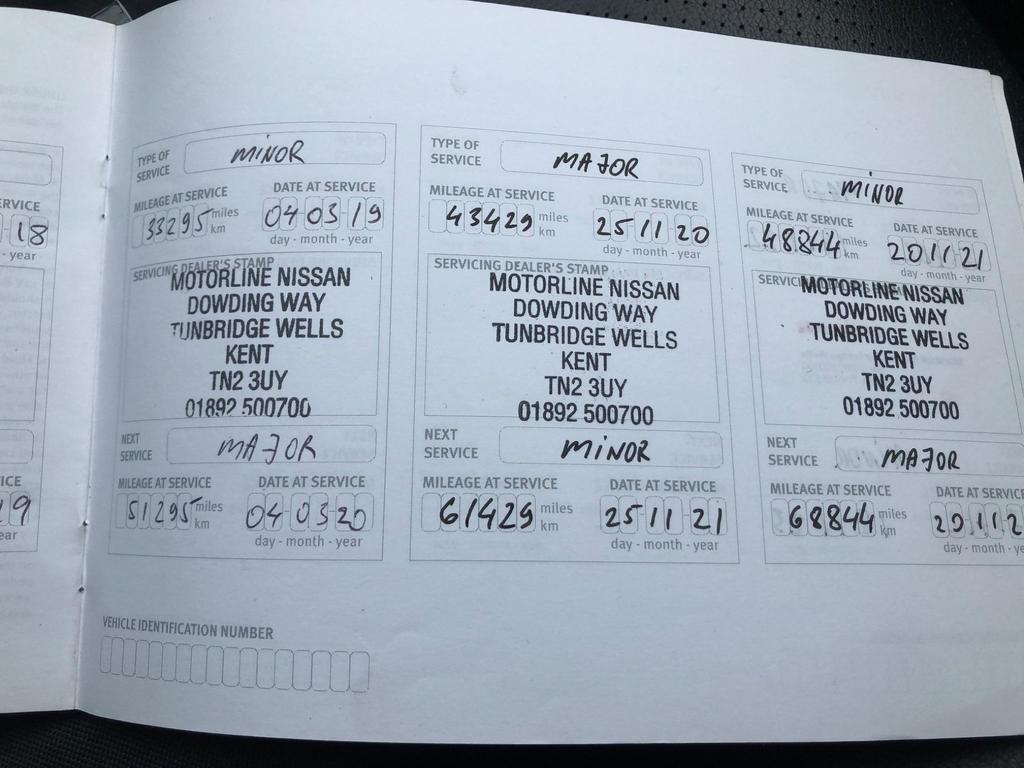 18
- year
29
ear
TYPE OF SERVICE MINOR
MILEAGE AT SERVICE DATE AT SERVICE
33295 miles km 04 03 19
day - month - year
SERVICING DEALER'S STAMP
MOTORLINE NISSAN
DOWDING WAY
TUNBRIDGE WELLS
KENT
TN2 3UY
01892 500700
NEXT SERVICE MAJOR
MILEAGE AT SERVICE DATE AT SERVICE
51295 miles km 04 03 20
day - month - year
TYPE OF SERVICE MAJOR
MILEAGE AT SERVICE DATE AT SERVICE
43429 miles km 25 11 20
day - month - year
SERVICING DEALER'S STAMP
MOTORLINE NISSAN
DOWDING WAY
TUNBRIDGE WELLS
KENT
TN2 3UY
01892 500700
NEXT SERVICE MINOR
MILEAGE AT SERVICE DATE AT SERVICE
61429 miles km 25 11 21
day - month - year
TYPE OF SERVICE MINOR
MILEAGE AT SERVICE DATE AT SERVICE
48844 miles km 20 11 21
day - month - year
MOTORLINE NISSAN
DOWDING WAY
TUNBRIDGE WELLS
KENT
TN2 3UY
01892 500700
NEXT SERVICE MAJOR
MILEAGE AT SERVICE DATE AT SERVICE
68844 miles km 20 11 2
day - month - year
VEHICLE IDENTIFICATION NUMBER